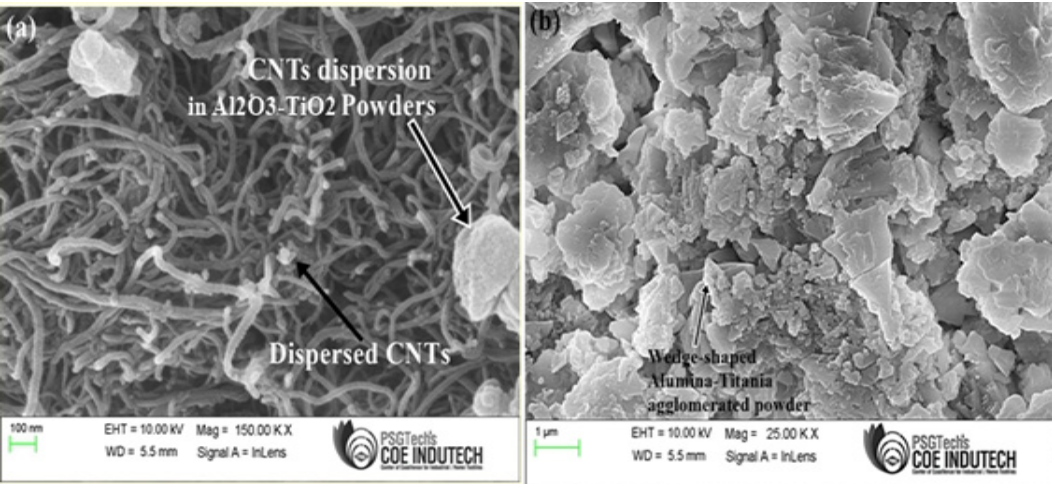 (a)
CNTs dispersion
in Al2O3-TiO2 Powders
Dispersed CNTs
100 nm
EHT = 10.00 kV Mag = 150.00 K X
WD = 5.5 mm Signal A = InLens
PSGTech's
COE INDUTECH
(b)
Wedge-shaped
Alumina-Titania
agglomerated powder
1 µm
EHT = 10.00 kV Mag = 25.00 K X
WD = 5.5 mm Signal A = InLens
PSGTech's
COE INDUTECH